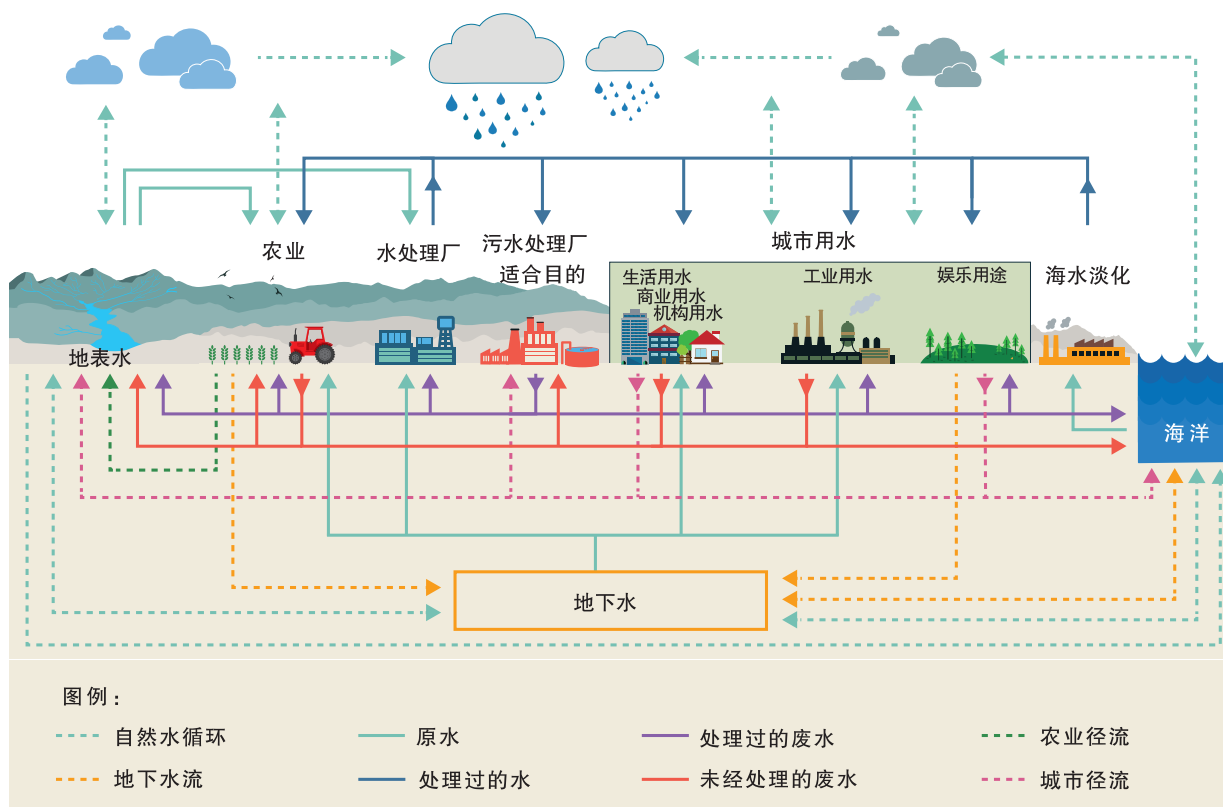 农业
水处理厂
污水处理厂
适合目的
城市用水
生活用水
商业用水
机构用水
工业用水
娱乐用途
海水淡化
地表水
海洋
地下水
图例：
自然水循环
原水
处理过的废水
农业径流
地下水流
处理过的水
未经处理的废水
城市径流